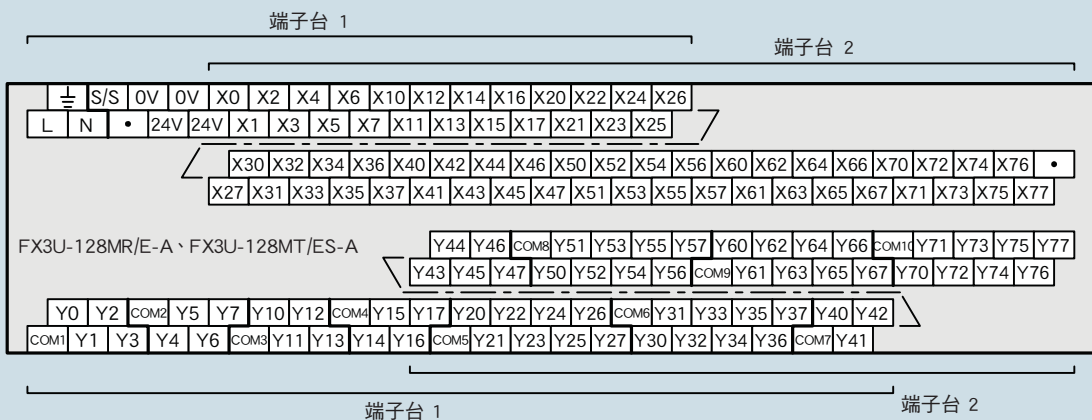 端子台 1
端子台 2
⏚ S/S 0V 0V X0 X2 X4 X6 X10 X12 X14 X16 X20 X22 X24 X26
L N • 24V 24V X1 X3 X5 X7 X11 X13 X15 X17 X21 X23 X25
X30 X32 X34 X36 X40 X42 X44 X46 X50 X52 X54 X56 X60 X62 X64 X66 X70 X72 X74 X76 •
X27 X31 X33 X35 X37 X41 X43 X45 X47 X51 X53 X55 X57 X61 X63 X65 X67 X71 X73 X75 X77
FX3U-128MR/E-A、FX3U-128MT/ES-A
Y44 Y46 COM8 Y51 Y53 Y55 Y57 Y60 Y62 Y64 Y66 COM10 Y71 Y73 Y75 Y77
Y43 Y45 Y47 Y50 Y52 Y54 Y56 COM9 Y61 Y63 Y65 Y67 Y70 Y72 Y74 Y76
Y0 Y2 COM2 Y5 Y7 Y10 Y12 COM4 Y15 Y17 Y20 Y22 Y24 Y26 COM6 Y31 Y33 Y35 Y37 Y40 Y42
COM1 Y1 Y3 Y4 Y6 COM3 Y11 Y13 Y14 Y16 COM5 Y21 Y23 Y25 Y27 Y30 Y32 Y34 Y36 COM7 Y41
端子台 1
端子台 2